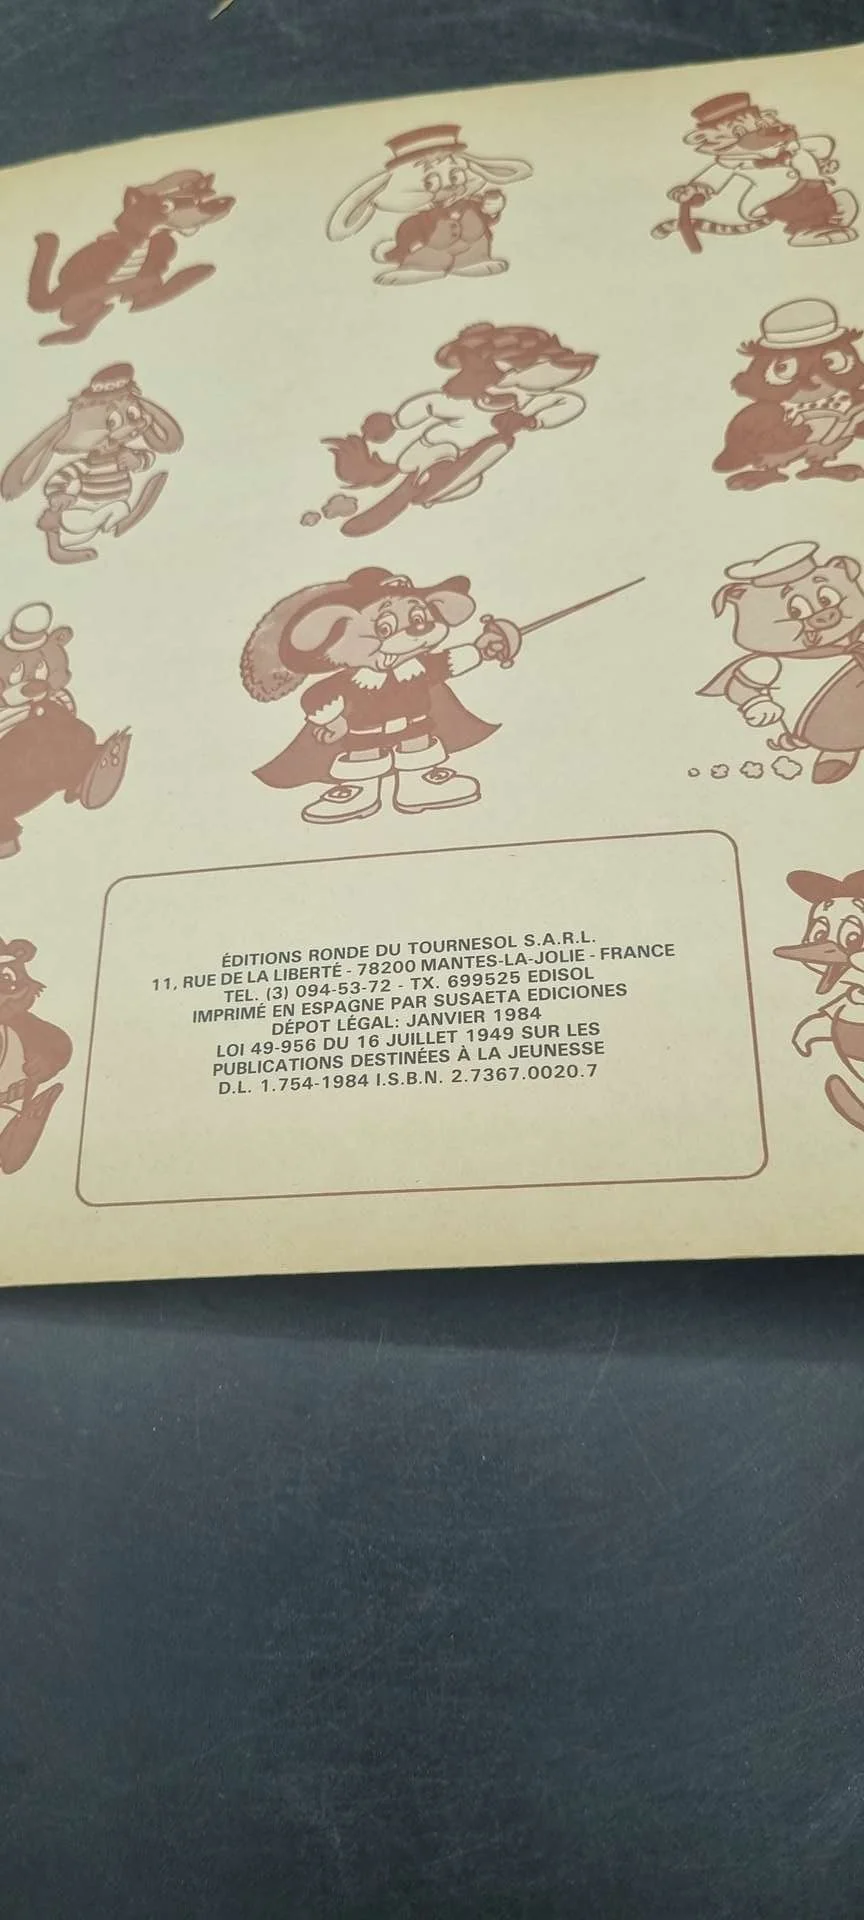 ÉDITIONS RONDE DU TOURNESOL S.A.R.L.
11, RUE DE LA LIBERTÉ - 78200 MANTES-LA-JOLIE - FRANCE
TEL. (3) 094-53-72 - TX. 699525 EDISOL
IMPRIMÉ EN ESPAGNE PAR SUSAETA EDICIONES
DÉPOT LÉGAL: JANVIER 1984
LOI 49-956 DU 16 JUILLET 1949 SUR LES
PUBLICATIONS DESTINÉES À LA JEUNESSE
D.L. 1.754-1984 I.S.B.N. 2.7367.0020.7